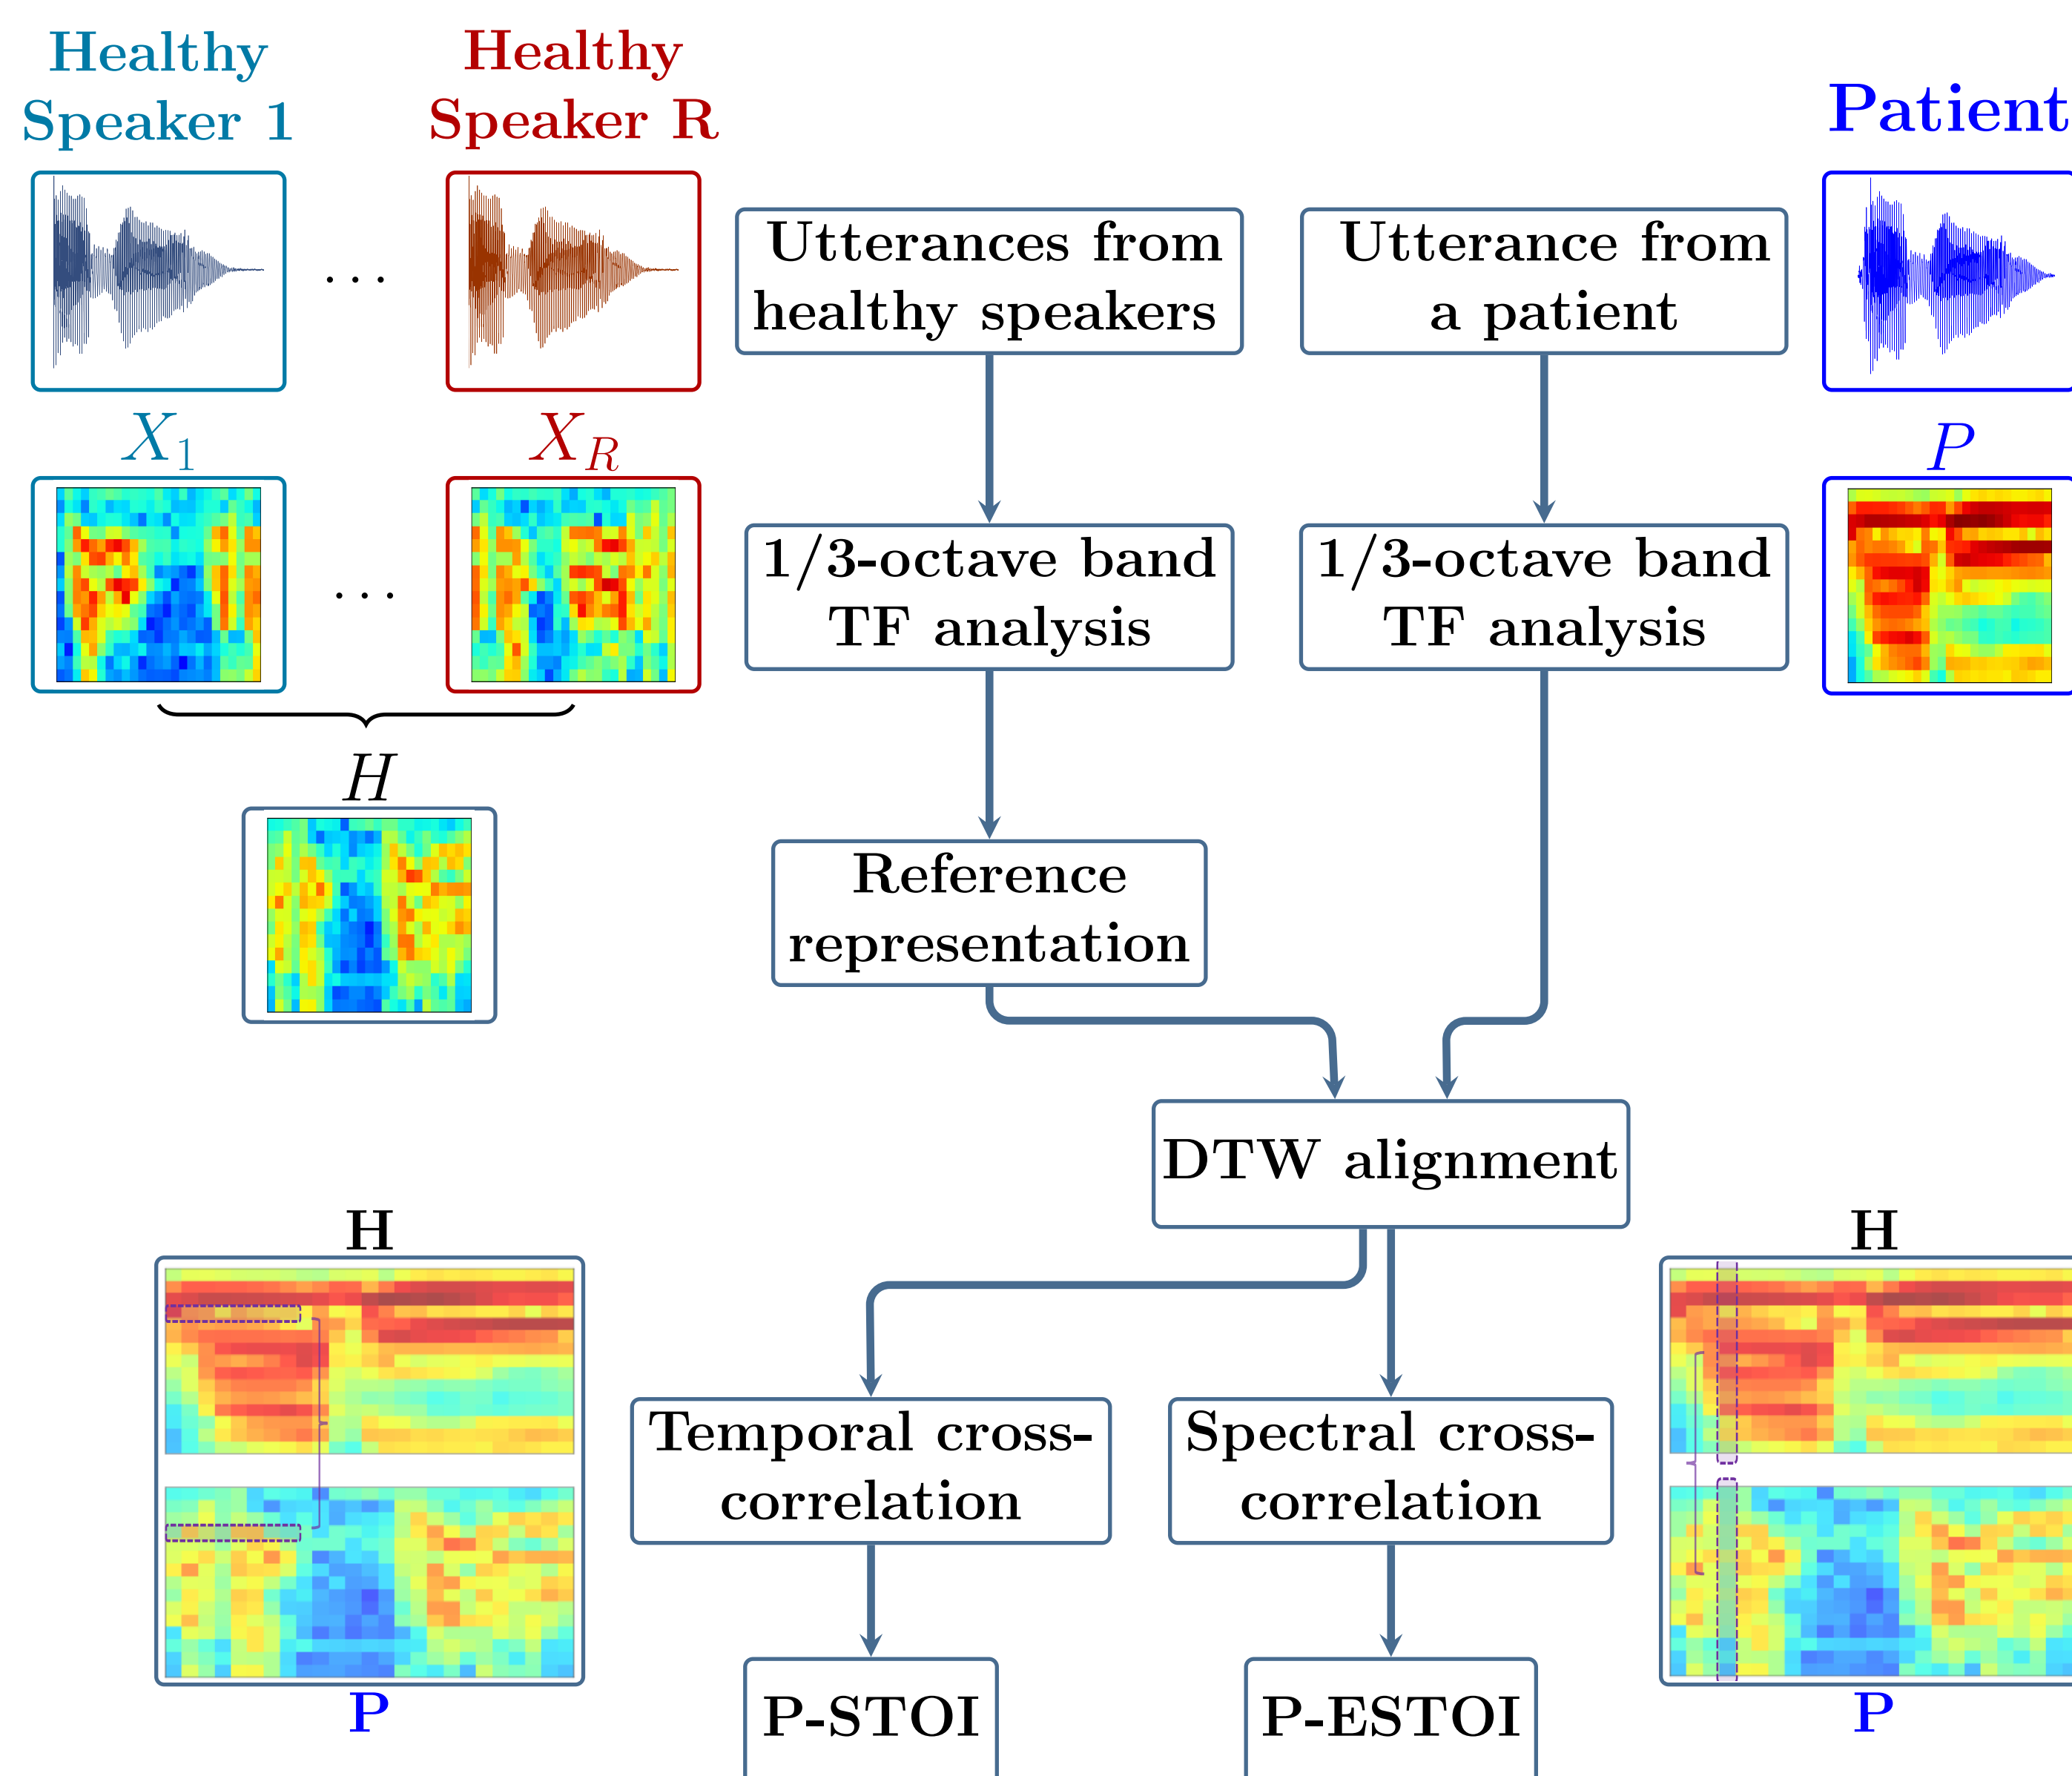 Healthy
Speaker 1
Healthy
Speaker R
Patient
Utterances from
healthy speakers
Utterance from
a patient
. . .
X1
XR
P
1/3-octave band
TF analysis
1/3-octave band
TF analysis
. . .
H
Reference
representation
DTW alignment
H
H
Temporal cross-
correlation
Spectral cross-
correlation
P-STOI
P-ESTOI
P
P